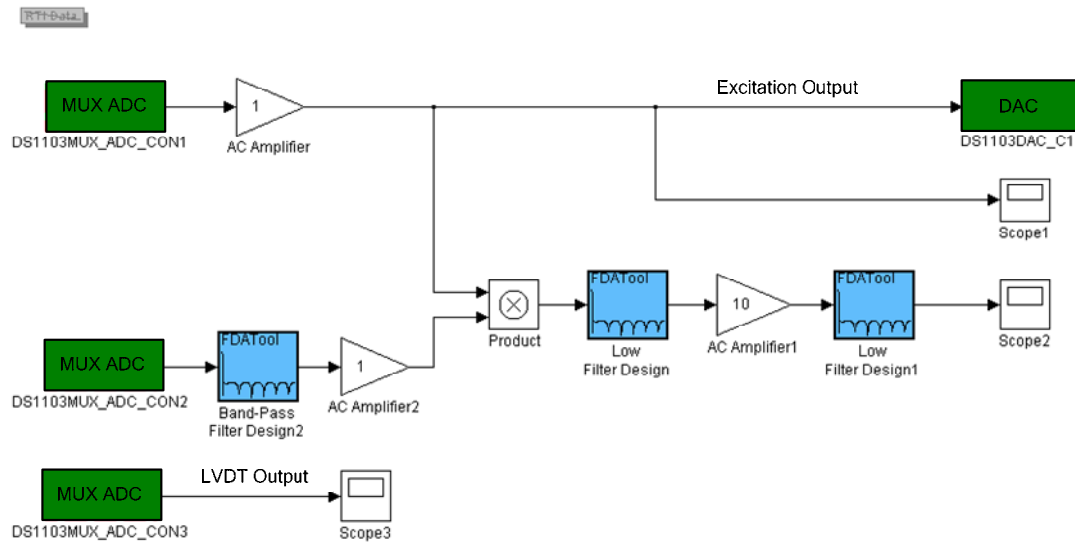 RTI Data
Excitation Output
MUX ADC
1
DAC
DS1103MUX_ADC_CON1
AC Amplifier
DS1103DAC_C1
Scope1
FDATool
10
FDATool
Product
Low
Filter Design
AC Amplifier1
Low
Filter Design1
Scope2
MUX ADC
FDATool
1
DS1103MUX_ADC_CON2
Band-Pass
Filter Design2
AC Amplifier2
MUX ADC
LVDT Output
DS1103MUX_ADC_CON3
Scope3